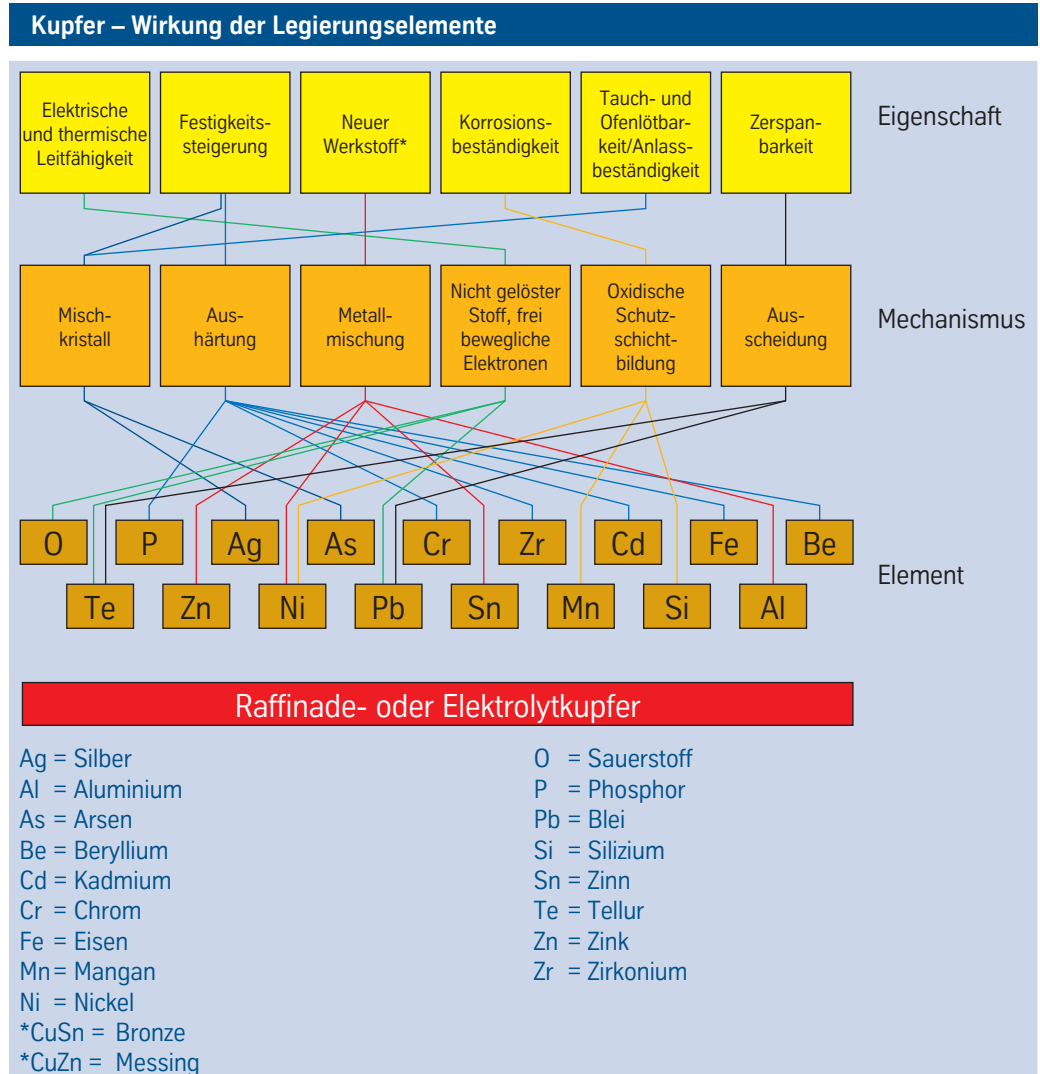 Kupfer – Wirkung der Legierungselemente
Elektrische
und thermische
Leitfähigkeit
Festigkeits-
steigerung
Neuer
Werkstoff*
Korrosions-
beständigkeit
Tauch- und
Ofenlötbar-
keit/Anlass-
beständigkeit
Zerspan-
barkeit
Eigenschaft
Misch-
kristall
Aus-
härtung
Metall-
mischung
Nicht gelöster
Stoff, frei
bewegliche
Elektronen
Oxidische
Schutz-
schicht-
bildung
Aus-
scheidung
Mechanismus
O P Ag As Cr Zr Cd Fe Be
Te Zn Ni Pb Sn Mn Si Al
Element
Raffinade- oder Elektrolytkupfer
Ag = Silber
Al = Aluminium
As = Arsen
Be = Beryllium
Cd = Kadmium
Cr = Chrom
Fe = Eisen
Mn = Mangan
Ni = Nickel
*CuSn = Bronze
*CuZn = Messing
O = Sauerstoff
P = Phosphor
Pb = Blei
Si = Silizium
Sn = Zinn
Te = Tellur
Zn = Zink
Zr = Zirkonium